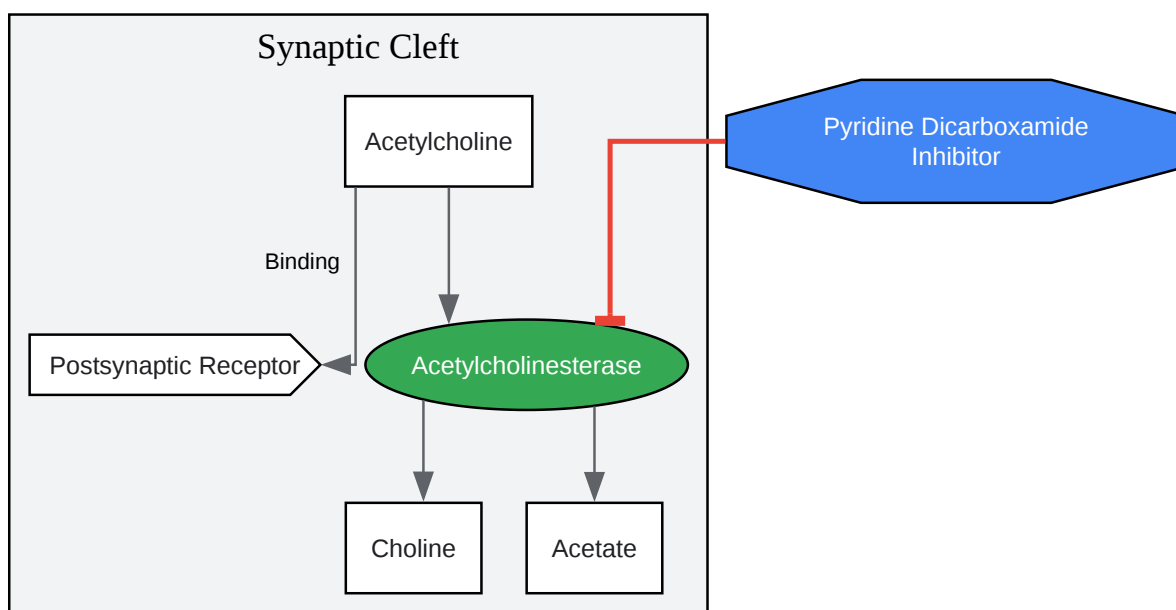 Synaptic Cleft
Acetylcholine
Pyridine Dicarboxamide
Inhibitor
Binding
Postsynaptic Receptor
Acetylcholinesterase
Choline
Acetate